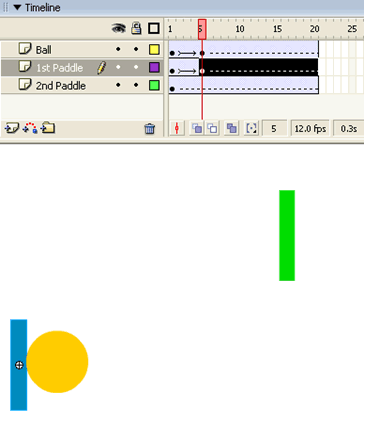 Timeline
1 5 10 15 20 25
Ball
1st Paddle
2nd Paddle
5 12.0 fps 0.3s